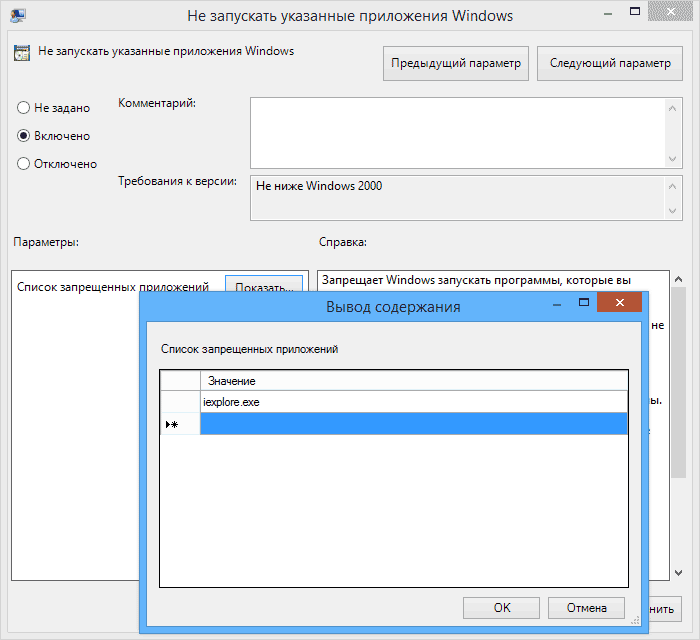 Не запускать указанные приложения Windows
Не запускать указанные приложения Windows
Предыдущий параметр
Следующий параметр
Не задано
Включено
Отключено
Комментарий:
Требования к версии:
Не ниже Windows 2000
Параметры:
Справка:
Список запрещенных приложений
Показать...
Запрещает Windows запускать программы, которые вы
не
Вывод содержания
Список запрещенных приложений
Значение
iexplore.exe
OK
Отмена